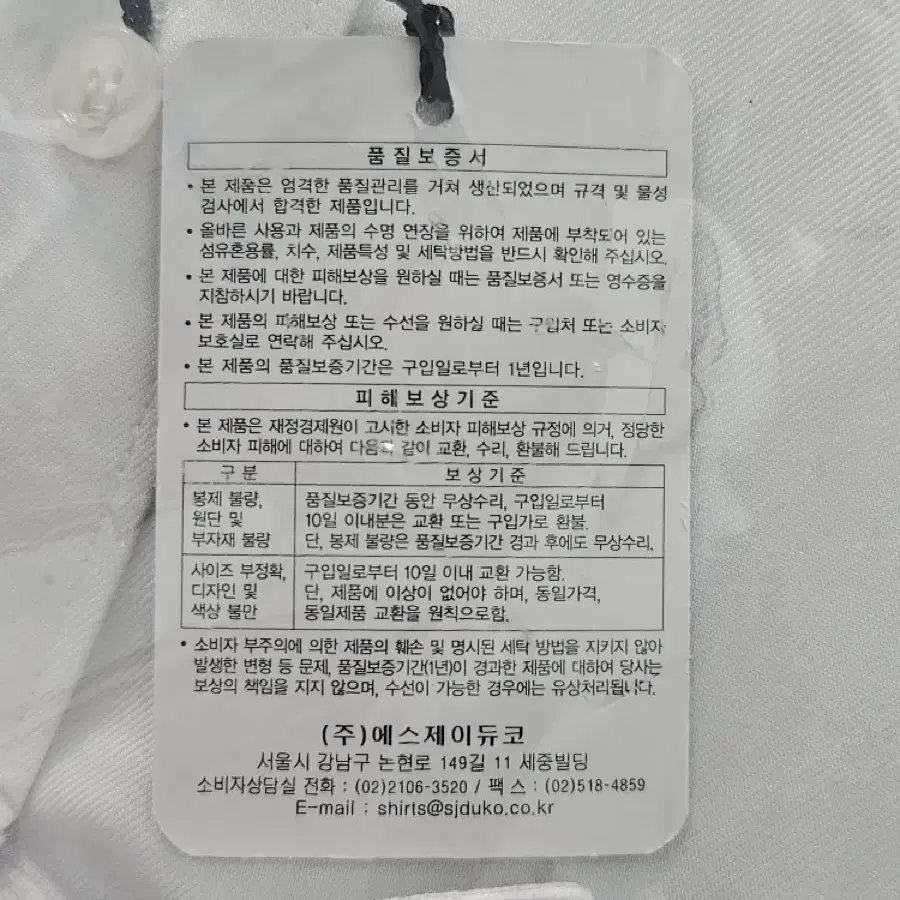 품질보증서
• 본 제품은 엄격한 품질관리를 거쳐 생산되었으며 규격 및 물성
검사에서 합격한 제품입니다.
• 올바른 사용과 제품의 수명 연장을 위하여 제품에 부착되어 있는
섬유혼용률, 치수, 제품특성 및 세탁방법을 반드시 확인해 주십시오.
• 본 제품에 대한 피해보상을 원하실 때는 품질보증서 또는 영수증을
지참하시기 바랍니다.
• 본 제품의 피해보상 또는 수선을 원하실 때는 구입처 또는 소비자
보호실로 연락해 주십시오.
• 본 제품의 품질보증기간은 구입일로부터 1년입니다.
피해보상기준
• 본 제품은 재정경제원이 고시한 소비자 피해보상 규정에 의거, 정당한
소비자 피해에 대하여 다음과 같이 교환, 수리, 환불해 드립니다.
구 분 보 상 기 준
봉제 불량, 품질보증기간 동안 무상수리, 구입일로부터
원단 및 10일 이내분은 교환 또는 구입가로 환불.
부자재 불량 단, 봉제 불량은 품질보증기간 경과 후에도 무상수리.
사이즈 부정확, 구입일로부터 10일 이내 교환 가능함.
디자인 및 단, 제품에 이상이 없어야 하며, 동일가격,
색상 불만 동일제품 교환을 원칙으로함.
• 소비자 부주의에 의한 제품의 훼손 및 명시된 세탁 방법을 지키지 않아
발생한 변형 등 문제, 품질보증기간(1년)이 경과한 제품에 대하여 당사는
보상의 책임을 지지 않으며, 수선이 가능한 경우에는 유상처리됩니다.
(주)에스제이듀코
서울시 강남구 논현로 149길 11 세중빌딩
소비자상담실 전화 : (02)2106-3520 / 팩 스 : (02)518-4859
E-mail : shirts@sjduko.co.kr